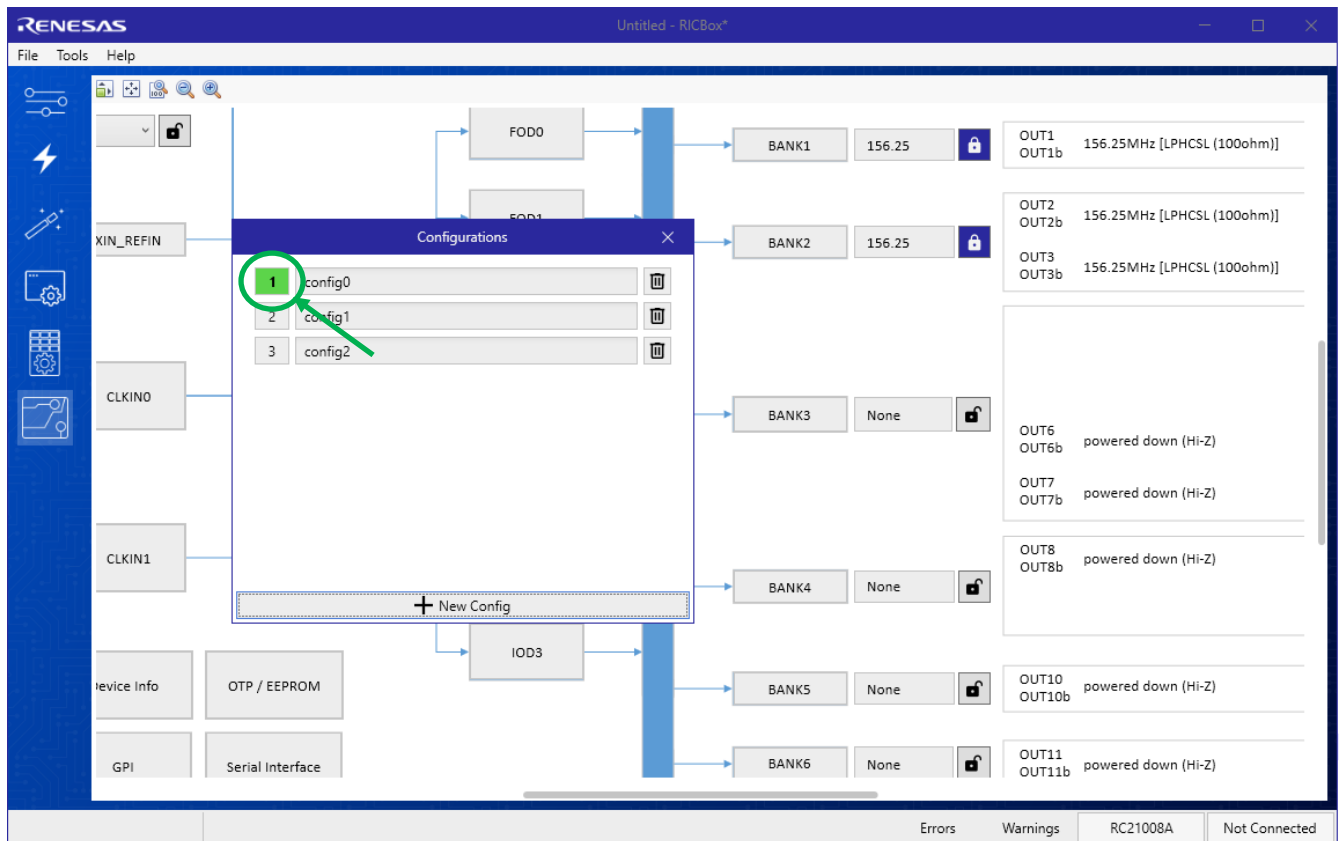 RENESAS
Untitled - RICBox*
File Tools Help
FOD0
BANK1 156.25
OUT1
OUT1b
156.25MHz [LPHCSL (100ohm)]
FOD1
OUT2
OUT2b
156.25MHz [LPHCSL (100ohm)]
XIN_REFIN
BANK2 156.25
OUT3
OUT3b
156.25MHz [LPHCSL (100ohm)]
Configurations
1 config0
2 config1
3 config2
New Config
CLKIN0
BANK3 None
OUT6
OUT6b
powered down (Hi-Z)
OUT7
OUT7b
powered down (Hi-Z)
CLKIN1
BANK4 None
OUT8
OUT8b
powered down (Hi-Z)
IOD3
Device Info
OTP / EEPROM
BANK5 None
OUT10
OUT10b
powered down (Hi-Z)
GPI
Serial Interface
BANK6 None
OUT11
OUT11b
powered down (Hi-Z)
Errors Warnings RC21008A Not Connected